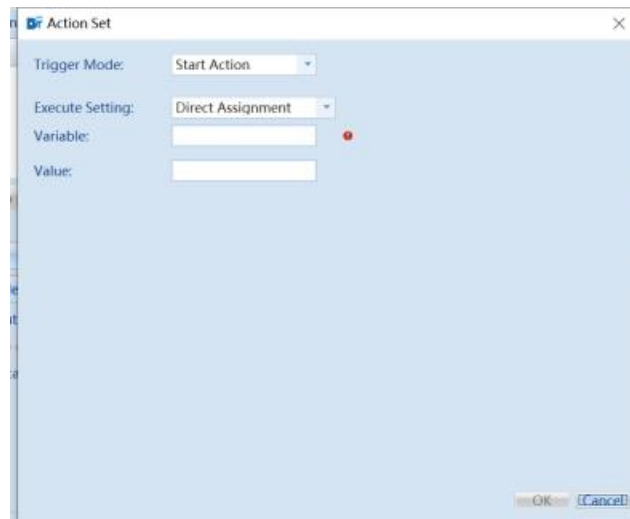 Action Set
Trigger Mode: Start Action
Execute Setting: Direct Assignment
Variable:
Value:
OK Cancel